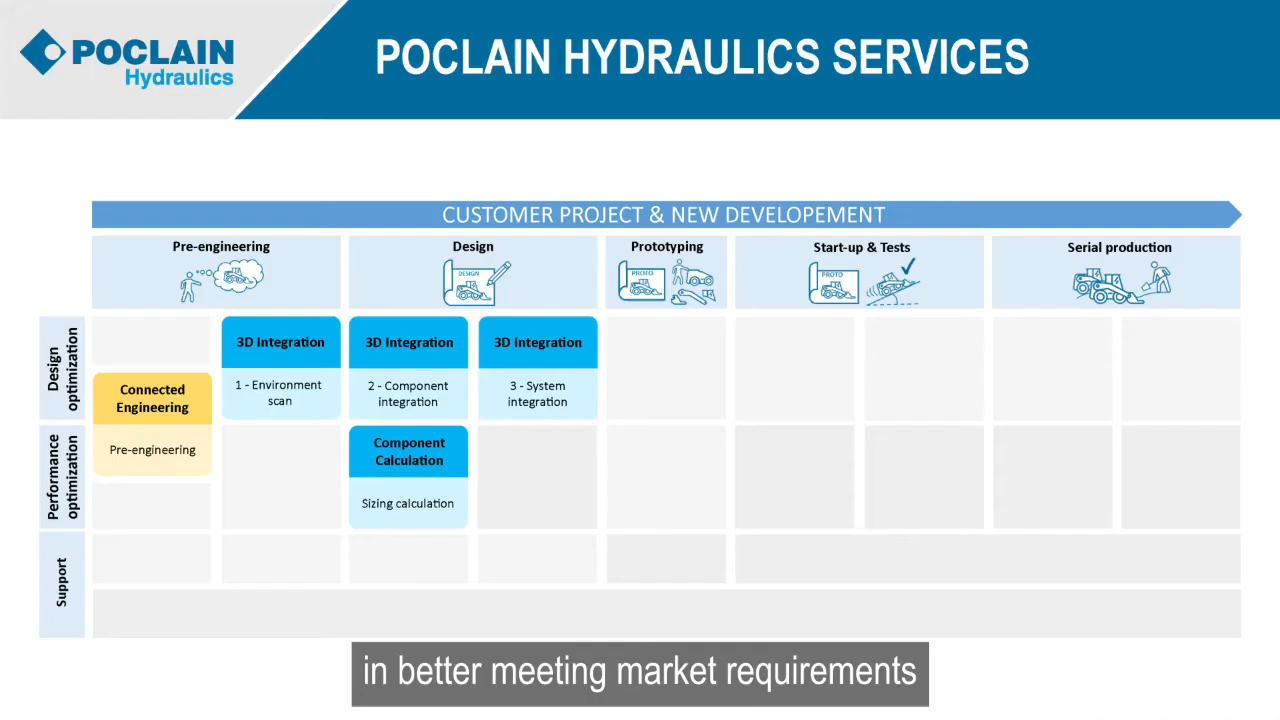 POCLAIN
Hydraulics
POCLAIN HYDRAULICS SERVICES
CUSTOMER PROJECT & NEW DEVELOPEMENT
Pre-engineering
Design
Prototyping
Start-up & Tests
Serial production
DESIGN
PROTO
PROTO
Design
optimization
3D Integration
1 - Environment
scan
3D Integration
2 - Component
integration
3D Integration
3 - System
integration
Connected
Engineering
Pre-engineering
Performance
optimization
Component
Calculation
Sizing calculation
Support
in better meeting market requirements